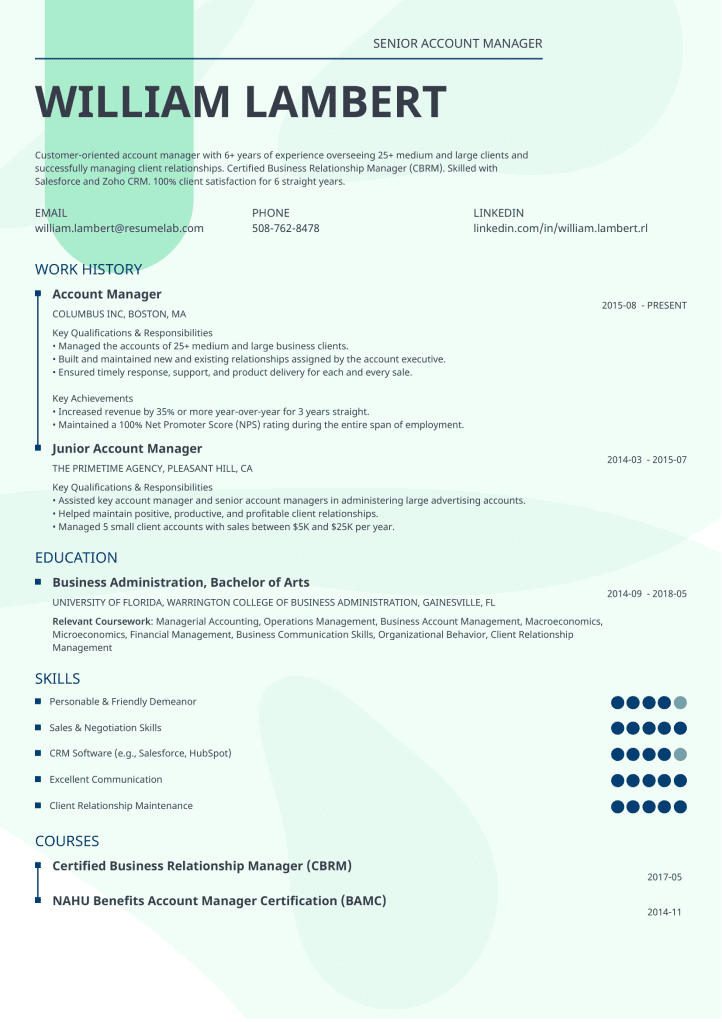 SENIOR ACCOUNT MANAGER
WILLIAM LAMBERT
Customer-oriented account manager with 6+ years of experience overseeing 25+ medium and large clients and
successfully managing client relationships. Certified Business Relationship Manager (CBRM). Skilled with
Salesforce and Zoho CRM. 100% client satisfaction for 6 straight years.
EMAIL
william.lambert@resumelab.com
PHONE
508-762-8478
LINKEDIN
linkedin.com/in/william.lambert.rl
WORK HISTORY
Account Manager
2015-08 - PRESENT
COLUMBUS INC, BOSTON, MA
Key Qualifications & Responsibilities
• Managed the accounts of 25+ medium and large business clients.
• Built and maintained new and existing relationships assigned by the account executive.
• Ensured timely response, support, and product delivery for each and every sale.
Key Achievements
• Increased revenue by 35% or more year-over-year for 3 years straight.
• Maintained a 100% Net Promoter Score (NPS) rating during the entire span of employment.
Junior Account Manager
2014-03 - 2015-07
THE PRIMETIME AGENCY, PLEASANT HILL, CA
Key Qualifications & Responsibilities
• Assisted key account manager and senior account managers in administering large advertising accounts.
• Helped maintain positive, productive, and profitable client relationships.
• Managed 5 small client accounts with sales between $5K and $25K per year.
EDUCATION
Business Administration, Bachelor of Arts
2014-09 - 2018-05
UNIVERSITY OF FLORIDA, WARRINGTON COLLEGE OF BUSINESS ADMINISTRATION, GAINESVILLE, FL
Relevant Coursework: Managerial Accounting, Operations Management, Business Account Management, Macroeconomics,
Microeconomics, Financial Management, Business Communication Skills, Organizational Behavior, Client Relationship
Management
SKILLS
Personable & Friendly Demeanor
Sales & Negotiation Skills
CRM Software (e.g., Salesforce, HubSpot)
Excellent Communication
Client Relationship Maintenance
COURSES
Certified Business Relationship Manager (CBRM)
2017-05
NAHU Benefits Account Manager Certification (BAMC)
2014-11